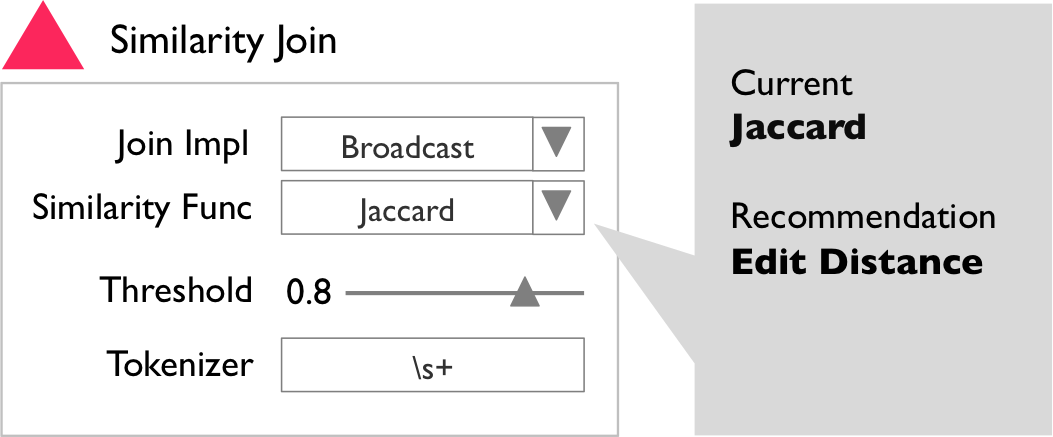 Similarity Join
Join Impl Broadcast
Similarity Func Jaccard
Threshold 0.8
Tokenizer \s+
Current
Jaccard
Recommendation
Edit Distance